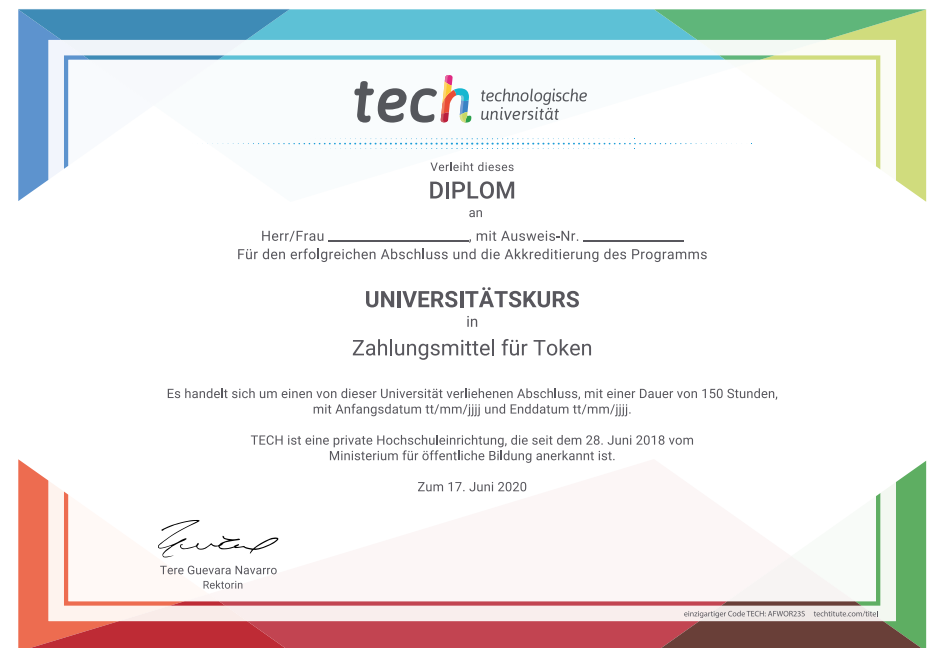 tech technologische
universität
Verleiht dieses
DIPLOM
an
Herr/Frau ____________, mit Ausweis-Nr. ____________
Für den erfolgreichen Abschluss und die Akkreditierung des Programms
UNIVERSITÄTSKURS
in
Zahlungsmittel für Token
Es handelt sich um einen von dieser Universität verliehenen Abschluss, mit einer Dauer von 150 Stunden,
mit Anfangsdatum tt/mm/jjjj und Enddatum tt/mm/jjjj.
TECH ist eine private Hochschuleinrichtung, die seit dem 28. Juni 2018 vom
Ministerium für öffentliche Bildung anerkannt ist.
Zum 17. Juni 2020
Tere Guevara Navarro
Rektorin
einzigartiger Code TECH: AFWOR23S techtitute.com/titel